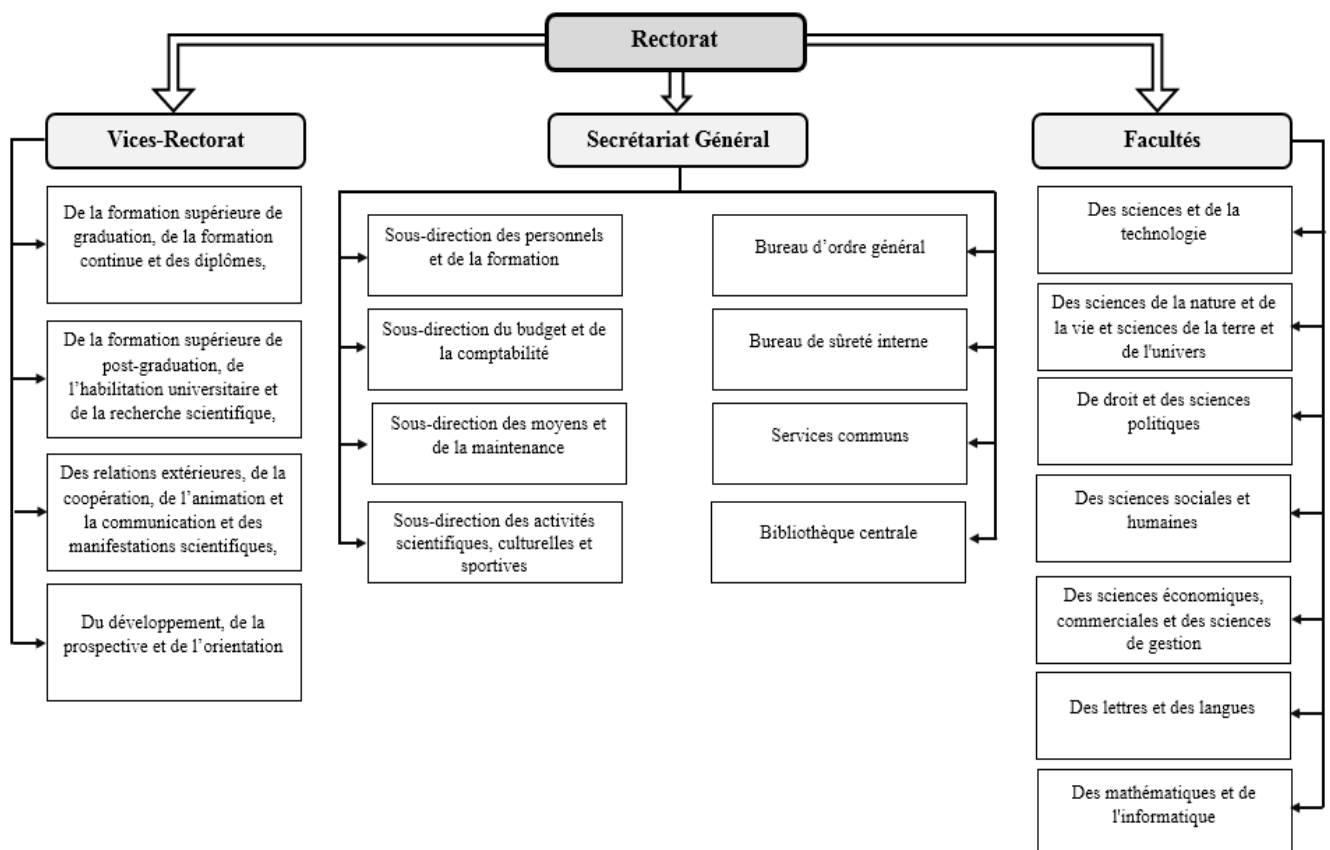 Rectorat
Vices-Rectorat
De la formation supérieure de
graduation, de la formation
continue et des diplômes,
De la formation supérieure de
post-graduation, de
l’habilitation universitaire et
de la recherche scientifique,
Des relations extérieures, de la
coopération, de l’animation et
la communication et des
manifestations scientifiques,
Du développement, de la
prospective et de l’orientation
Secrétariat Général
Sous-direction des personnels
et de la formation
Sous-direction du budget et de
la comptabilité
Sous-direction des moyens et
de la maintenance
Sous-direction des activités
scientifiques, culturelles et
sportives
Bureau d’ordre général
Bureau de sûreté interne
Services communs
Bibliothèque centrale
Facultés
Des sciences et de la
technologie
Des sciences de la nature et de
la vie et sciences de la terre et
de l'univers
De droit et des sciences
politiques
Des sciences sociales et
humaines
Des sciences économiques,
commerciales et des sciences
de gestion
Des lettres et des langues
Des mathématiques et de
l'informatique